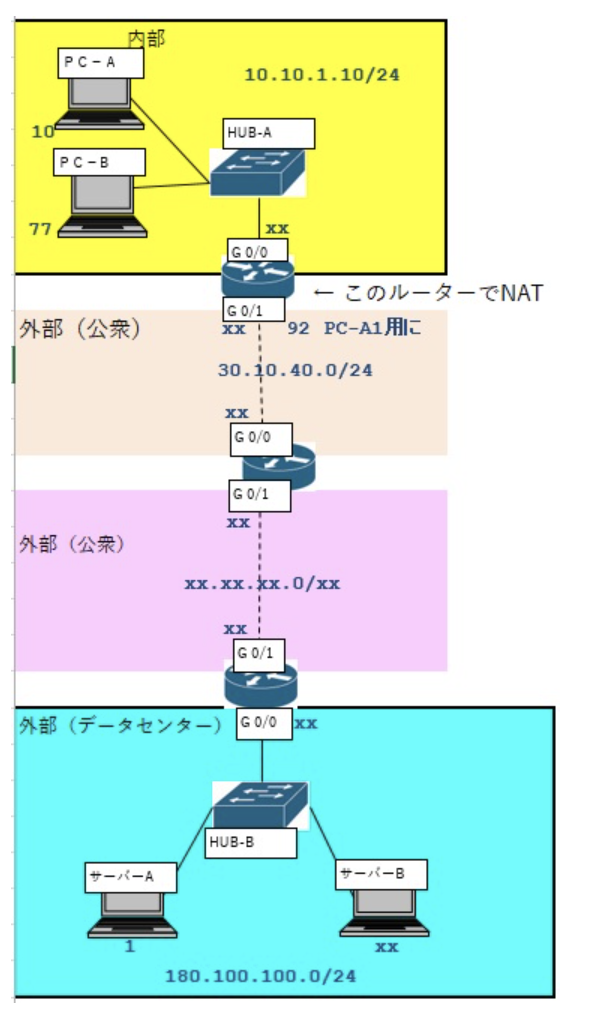 内部
PC-A
10.10.1.10/24
10
HUB-A
PC-B
77
xx
G 0/0
← このルーターでNAT
G 0/1
外部（公衆）
xx
92 PC-A1用に
30.10.40.0/24
xx
G 0/0
G 0/1
xx
外部（公衆）
xx.xx.xx.0/xx
xx
G 0/1
外部（データセンター）
G 0/0
xx
HUB-B
サーバーA
サーバーB
1
xx
180.100.100.0/24